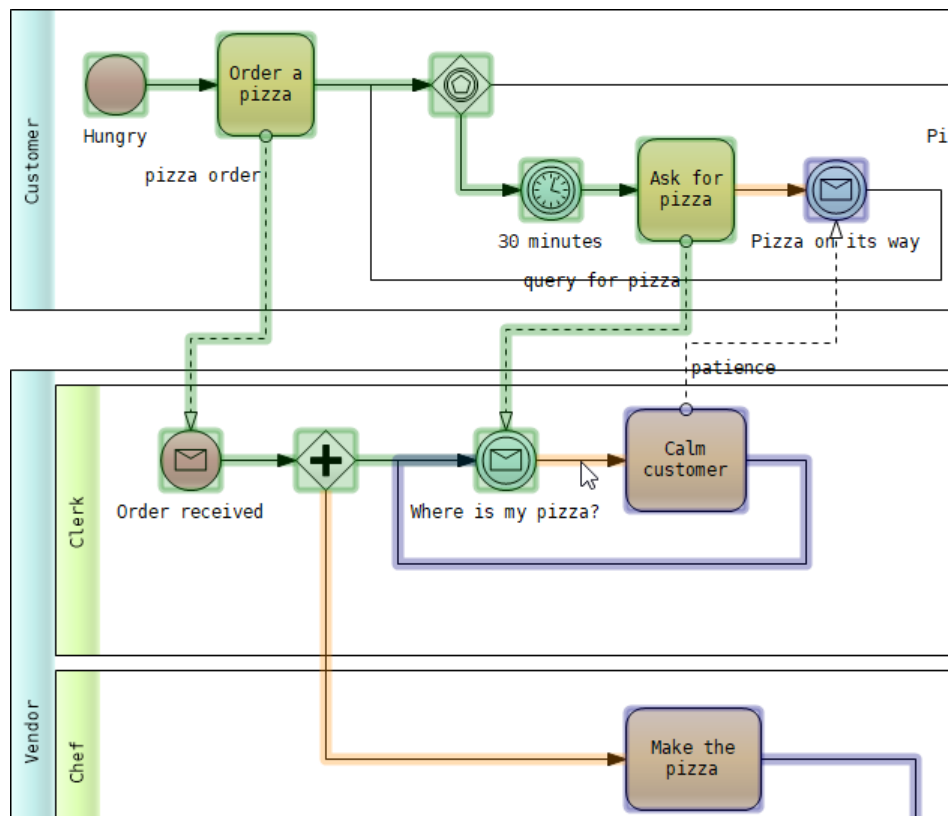 Customer
Hungry
Order a
pizza
pizza order
30 minutes
Ask for
pizza
Pizza on its way
Pi
query for pizza
patience
Vendor
Clerk
Order received
Where is my pizza?
Calm
customer
Chef
Make the
pizza